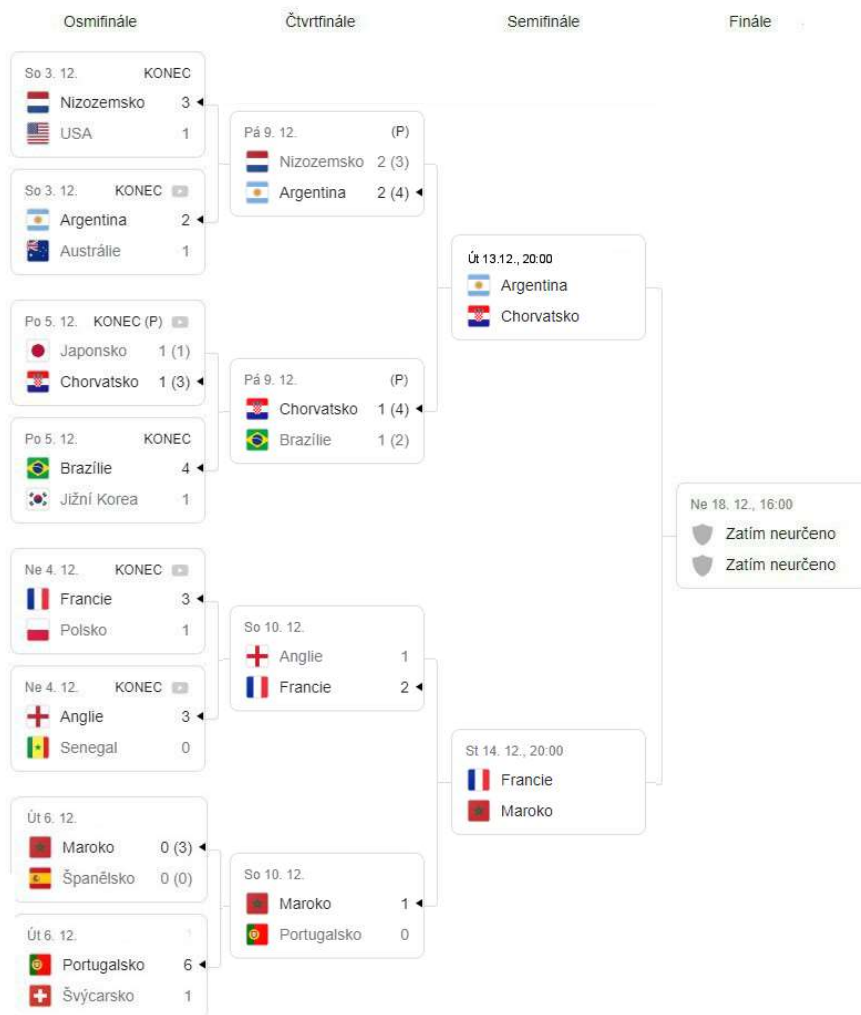 Osmifinále
Čtvrtfinále
Semifinále
Finále
So 3. 12. KONEC
Nizozemsko 3
USA 1
So 3. 12. KONEC
Argentina 2
Austrálie 1
Po 5. 12. KONEC (P)
Japonsko 1 (1)
Chorvatsko 1 (3)
Po 5. 12. KONEC
Brazílie 4
Jižní Korea 1
Ne 4. 12. KONEC
Francie 3
Polsko 1
Ne 4. 12. KONEC
Anglie 3
Senegal 0
Út 6. 12.
Maroko 0 (3)
Španělsko 0 (0)
Út 6. 12.
Portugalsko 6
Švýcarsko 1
Pá 9. 12. (P)
Nizozemsko 2 (3)
Argentina 2 (4)
Pá 9. 12. (P)
Chorvatsko 1 (4)
Brazílie 1 (2)
So 10. 12.
Anglie 1
Francie 2
So 10. 12.
Maroko 1
Portugalsko 0
Út 13.12., 20:00
Argentina
Chorvatsko
St 14. 12., 20:00
Francie
Maroko
Ne 18. 12., 16:00
Zatím neurčeno
Zatím neurčeno